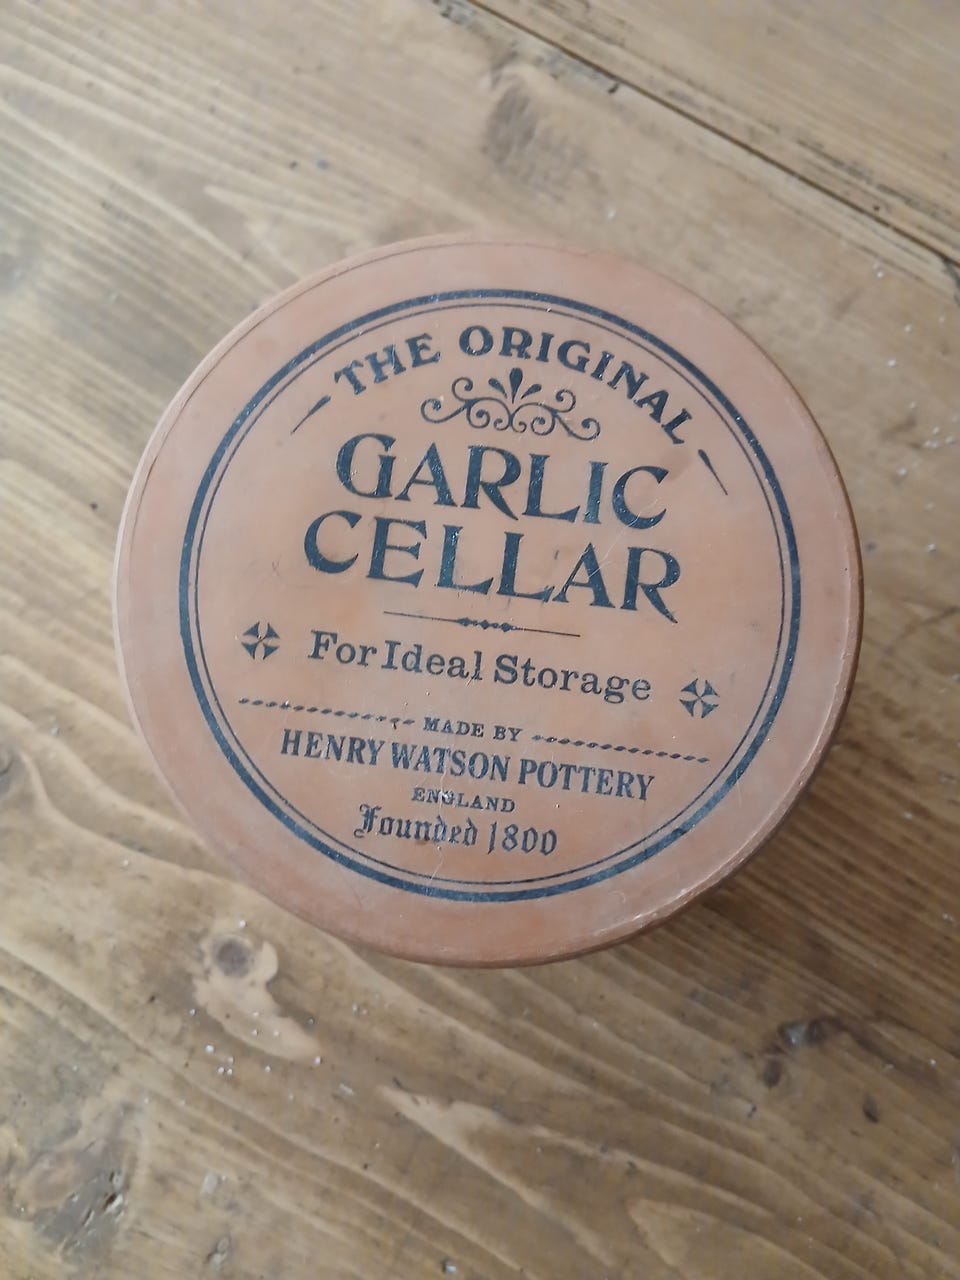 THE ORIGINAL
GARLIC
CELLAR
For Ideal Storage
MADE BY
HENRY WATSON POTTERY
ENGLAND
Founded 1800